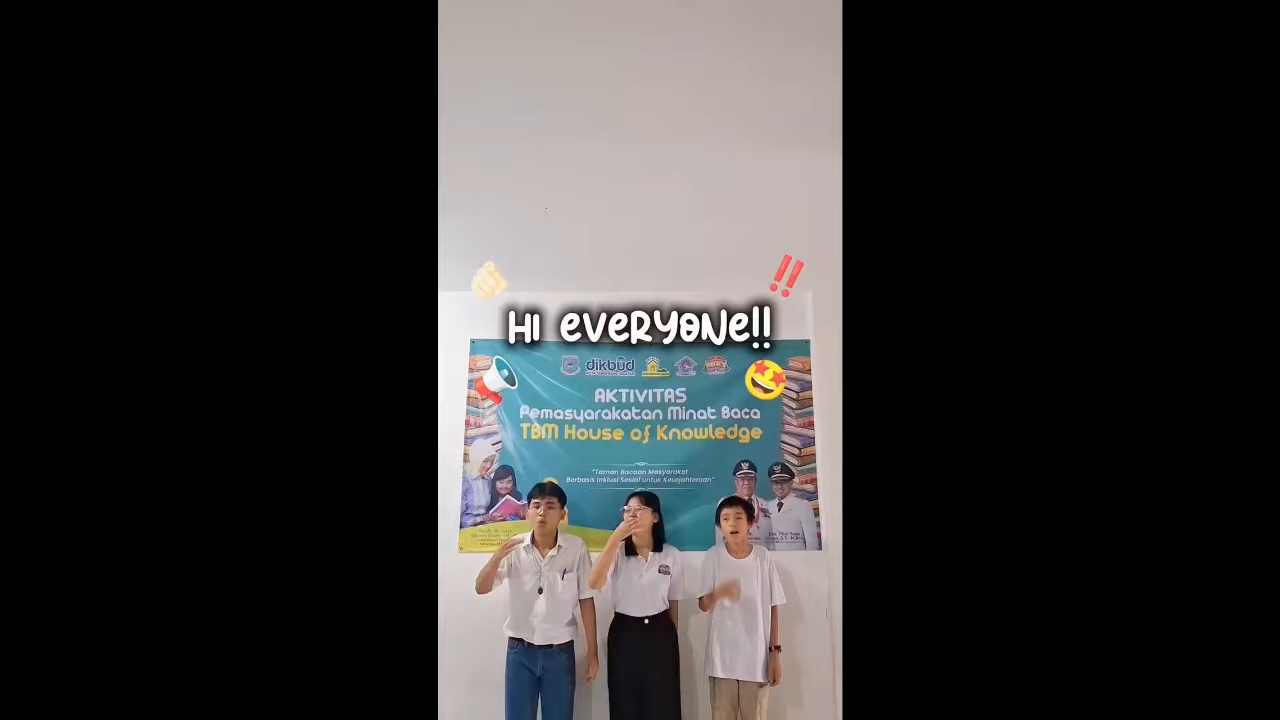 HI EVERYONE!!
dikbud
AKTIVITAS
Pemasyarakatan Minat Baca
TBM House of Knowledge
"Taman Bacaan Masyarakat
Berbasis Inklusi Sosial untuk Kesejahteraan"